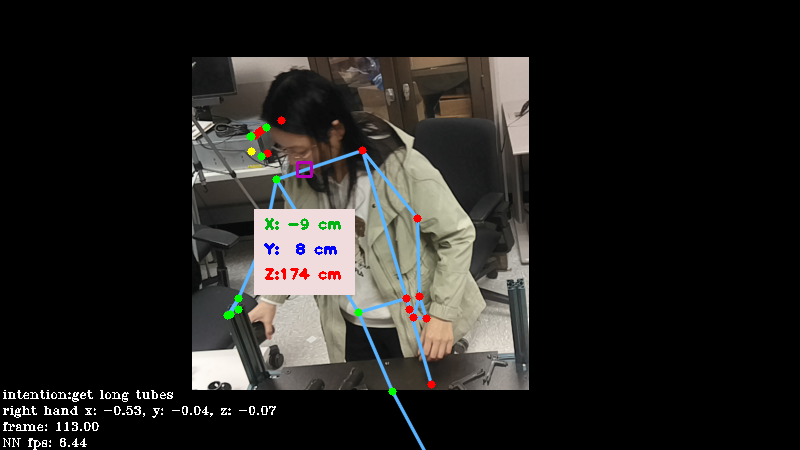 X: -9 cm
Y: 8 cm
Z:174 cm
intention:get long tubes
right hand x: -0.53, y: -0.04, z: -0.07
frame: 113.00
NN fps: 6.44